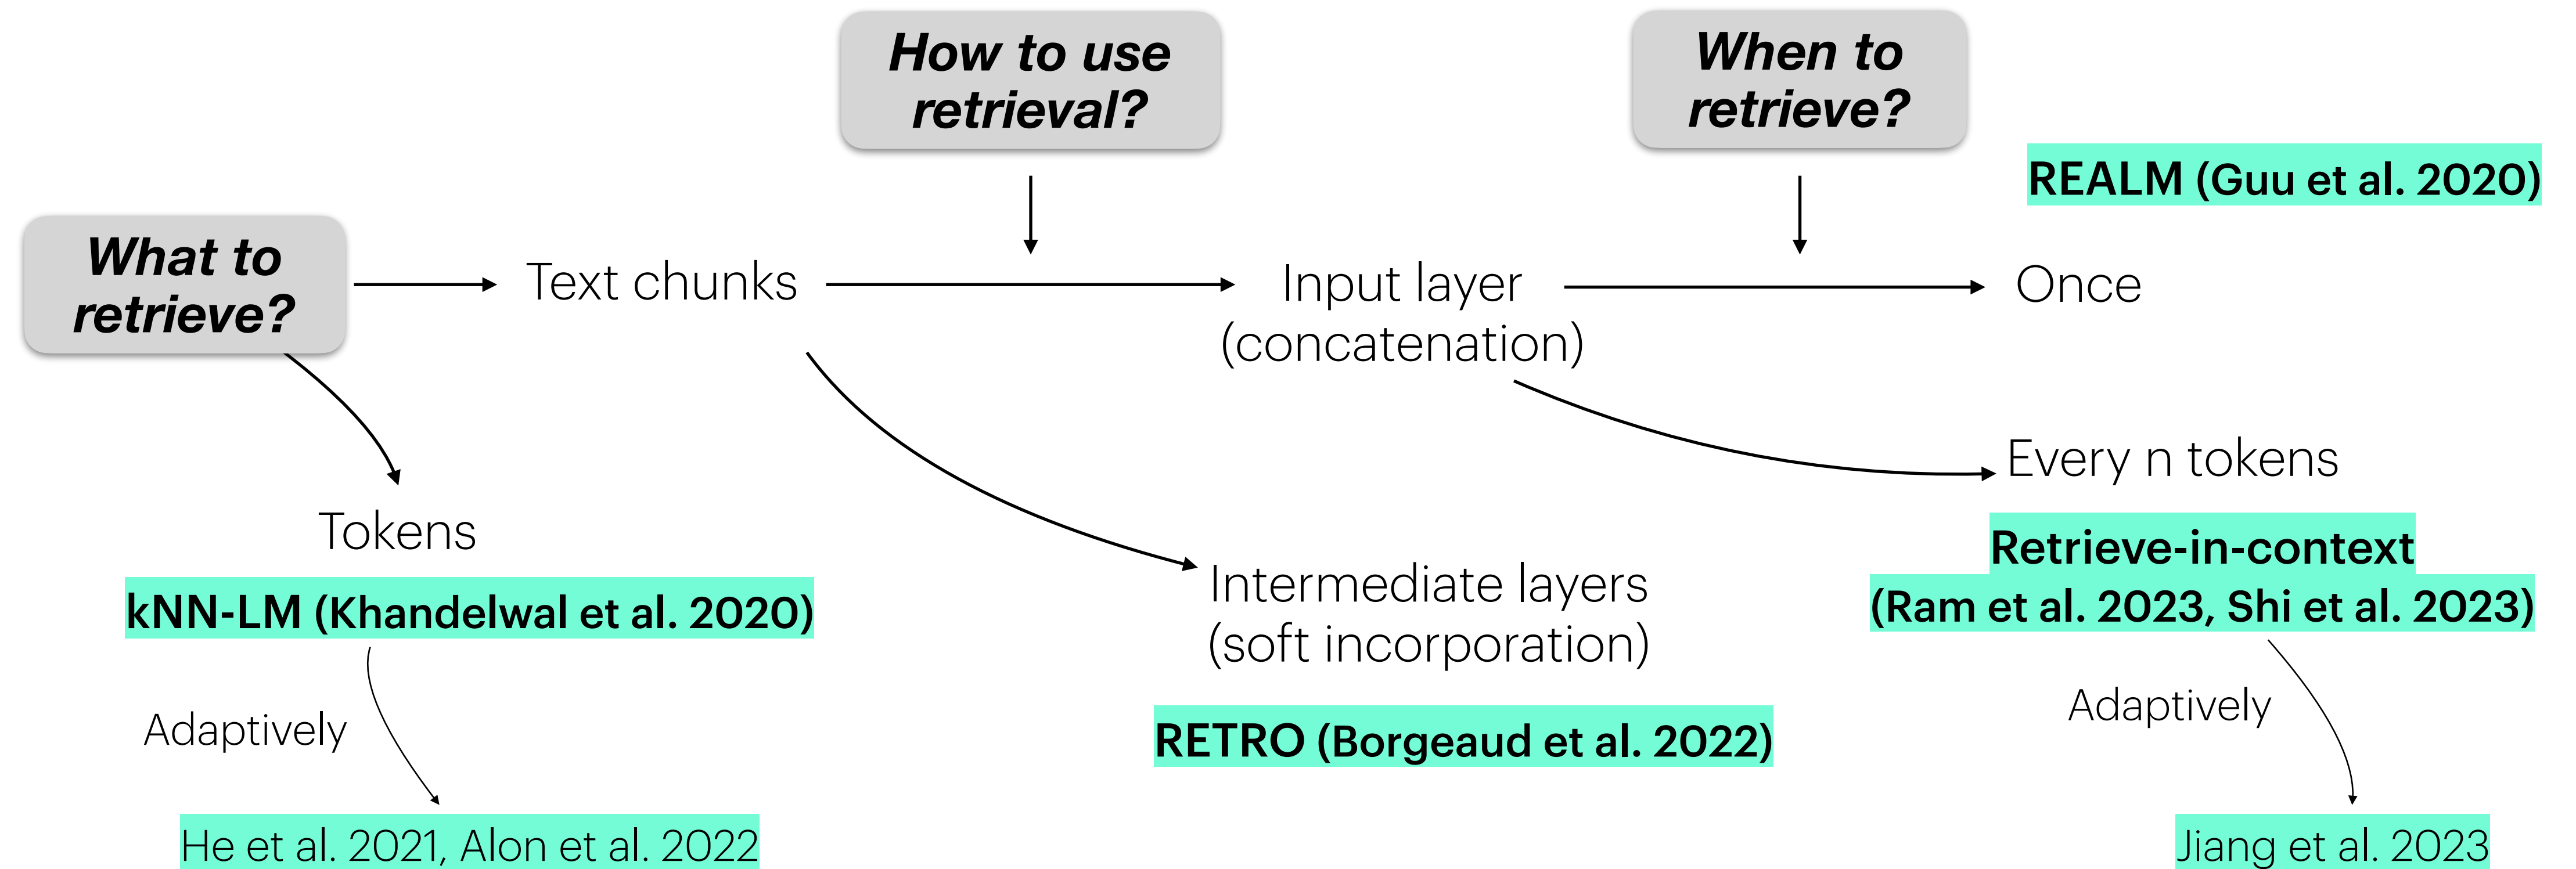 How to use
retrieval?
When to
retrieve?
REALM (Guu et al. 2020)
What to
retrieve?
Text chunks
Input layer
(concatenation)
Once
Every n tokens
Tokens
Retrieve-in-context
(Ram et al. 2023, Shi et al. 2023)
kNN-LM (Khandelwal et al. 2020)
Intermediate layers
(soft incorporation)
Adaptively
Adaptively
RETRO (Borgeaud et al. 2022)
He et al. 2021, Alon et al. 2022
Jiang et al. 2023